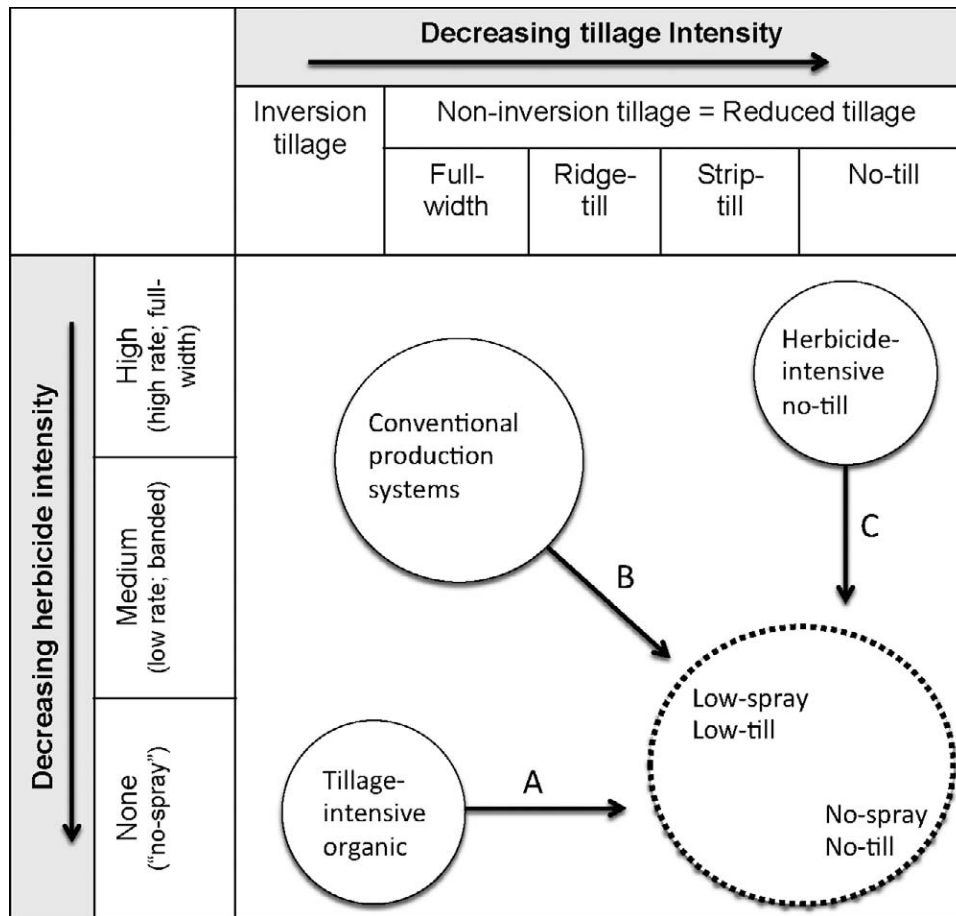 Decreasing tillage Intensity
Inversion
tillage
Non-inversion tillage = Reduced tillage
Full-
width
Ridge-
till
Strip-
till
No-till
Decreasing herbicide intensity
High
(high rate; full-
width)
Medium
(low rate; banded)
None
(“no-spray”)
Herbicide-
intensive
no-till
Conventional
production
systems
C
B
Low-spray
Low-till
Tillage-
intensive
organic
A
No-spray
No-till